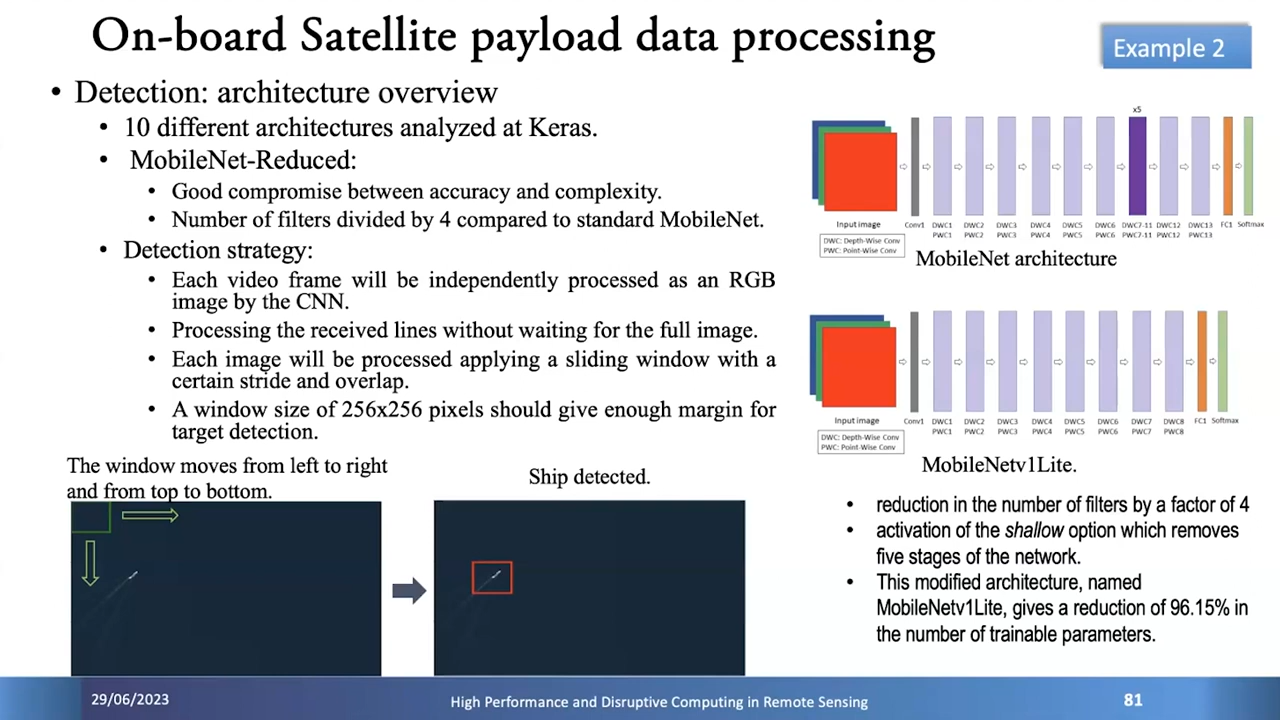 On-board Satellite payload data processing
Example 2
• Detection: architecture overview
• 10 different architectures analyzed at Keras.
• MobileNet-Reduced:
• Good compromise between accuracy and complexity.
• Number of filters divided by 4 compared to standard MobileNet.
• Detection strategy:
• Each video frame will be independently processed as an RGB
image by the CNN.
• Processing the received lines without waiting for the full image.
• Each image will be processed applying a sliding window with a
certain stride and overlap.
• A window size of 256x256 pixels should give enough margin for
target detection.
The window moves from left to right
and from top to bottom.
Ship detected.
x5
Input image Conv1 DWC1 DWC2 DWC3 DWC4 DWC5 DWC6 DWC7-11 DWC12 DWC13 FC1 Softmax
PWC1 PWC2 PWC3 PWC4 PWC5 PWC6 PWC7-11 PWC12 PWC13
DWC: Depth-Wise Conv
PWC: Point-Wise Conv
MobileNet architecture
Input image Conv1 DWC1 DWC2 DWC3 DWC4 DWC5 DWC6 DWC7 DWC8 FC1 Softmax
PWC1 PWC2 PWC3 PWC4 PWC5 PWC6 PWC7 PWC8
DWC: Depth-Wise Conv
PWC: Point-Wise Conv
MobileNetv1Lite.
• reduction in the number of filters by a factor of 4
• activation of the shallow option which removes
five stages of the network.
• This modified architecture, named
MobileNetv1Lite, gives a reduction of 96.15% in
the number of trainable parameters.
29/06/2023
High Performance and Disruptive Computing in Remote Sensing
81